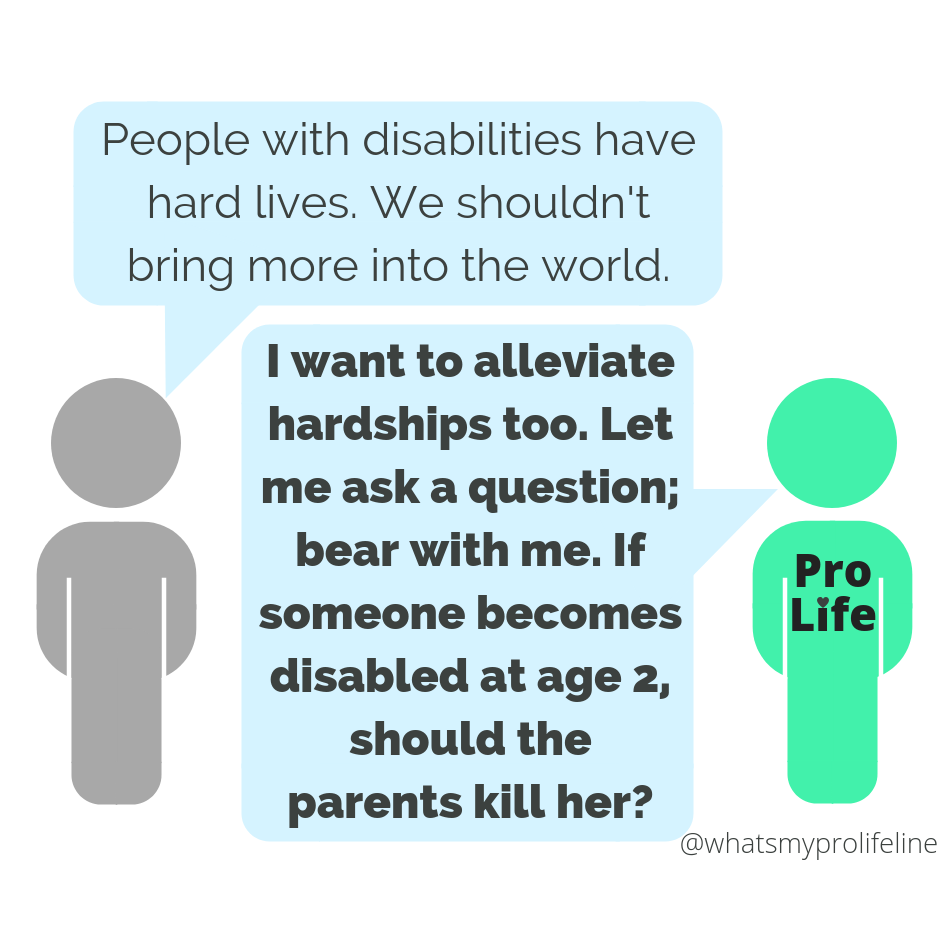 People with disabilities have
hard lives. We shouldn't
bring more into the world.
I want to alleviate
hardships too. Let
me ask a question;
bear with me. If
someone becomes
disabled at age 2,
should the
parents kill her?
Pro
Life
@whatsmyprolifeline